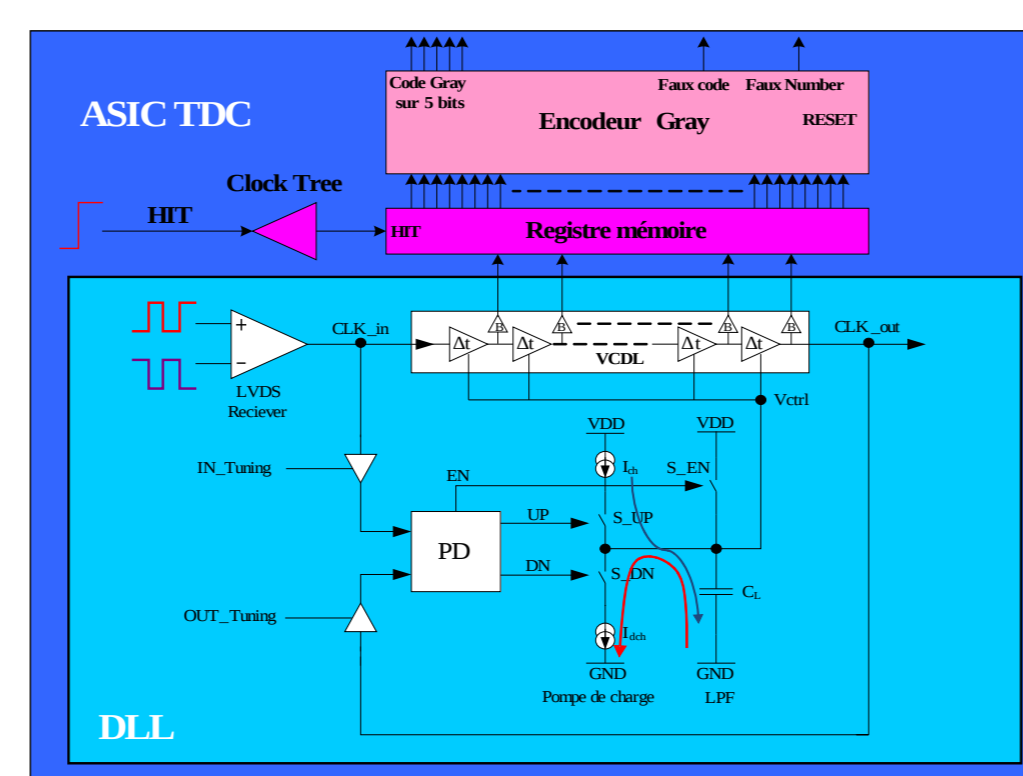 Code Gray
sur 5 bits
Faux code
Faux Number
ASIC TDC
Encodeur Gray
RESET
Clock Tree
HIT
HIT
Registre mémoire
+
−
LVDS
Reciever
CLK_in
Δt
B
Δt
B
Δt
B
Δt
B
VCDL
CLK_out
Vctrl
VDD
VDD
IN_Tuning
EN
Ich
S_EN
UP
S_UP
PD
DN
S_DN
CL
OUT_Tuning
Idch
GND
GND
Pompe de charge
LPF
DLL